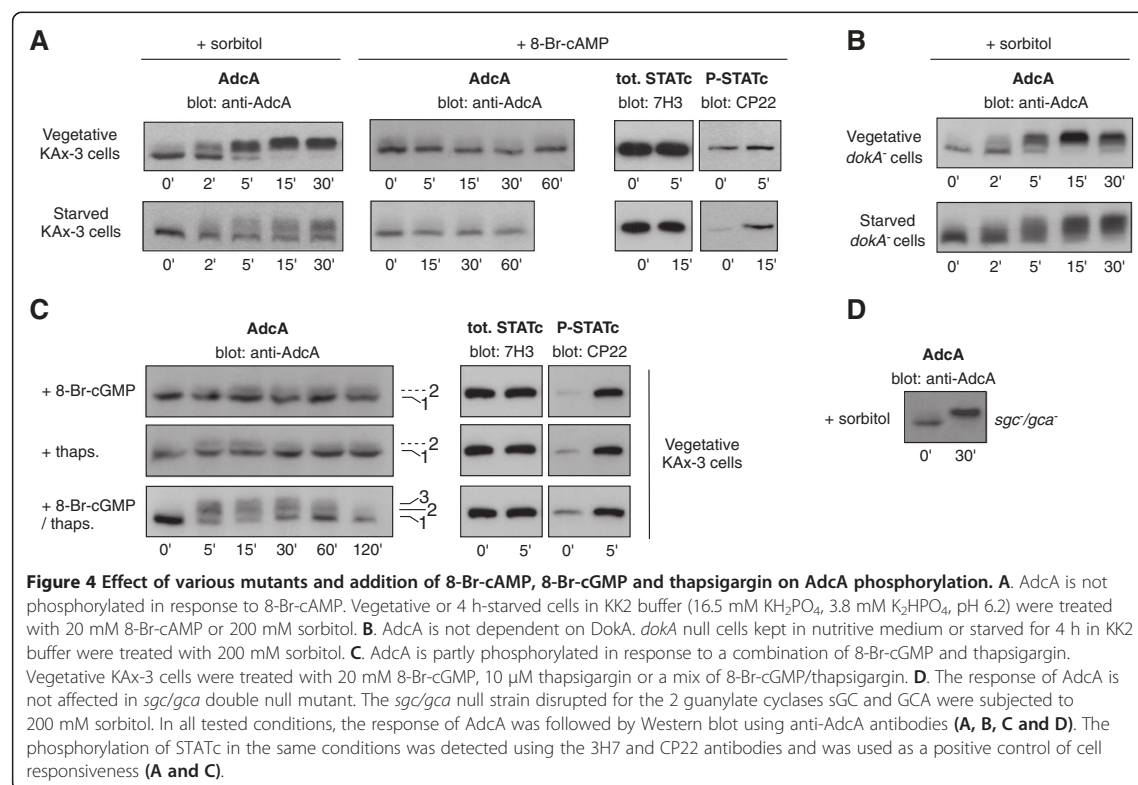 A
+ sorbitol
+ 8-Br-cAMP
AdcA
blot: anti-AdcA
AdcA
blot: anti-AdcA
tot. STATc
blot: 7H3
P-STATc
blot: CP22
Vegetative
KAx-3 cells
0' 2' 5' 15' 30'
0' 5' 15' 30' 60'
0' 5'
0' 5'
Starved
KAx-3 cells
0' 2' 5' 15' 30'
0' 15' 30' 60'
0' 15'
0' 15'
B
+ sorbitol
AdcA
blot: anti-AdcA
Vegetative
dokA- cells
0' 2' 5' 15' 30'
Starved
dokA- cells
0' 2' 5' 15' 30'
C
AdcA
blot: anti-AdcA
tot. STATc
blot: 7H3
P-STATc
blot: CP22
+ 8-Br-cGMP
2
1
+ thaps.
2
1
+ 8-Br-cGMP
/ thaps.
3
2
1
0' 5' 15' 30' 60' 120'
0' 5'
0' 5'
Vegetative
KAx-3 cells
D
AdcA
blot: anti-AdcA
+ sorbitol
sgc-/gca-
0' 30'
Figure 4 Effect of various mutants and addition of 8-Br-cAMP, 8-Br-cGMP and thapsigargin on AdcA phosphorylation. A. AdcA is not
phosphorylated in response to 8-Br-cAMP. Vegetative or 4 h-starved cells in KK2 buffer (16.5 mM KH2PO4, 3.8 mM K2HPO4, pH 6.2) were treated
with 20 mM 8-Br-cAMP or 200 mM sorbitol. B. AdcA is not dependent on DokA. dokA null cells kept in nutritive medium or starved for 4 h in KK2
buffer were treated with 200 mM sorbitol. C. AdcA is partly phosphorylated in response to a combination of 8-Br-cGMP and thapsigargin.
Vegetative KAx-3 cells were treated with 20 mM 8-Br-cGMP, 10 μM thapsigargin or a mix of 8-Br-cGMP/thapsigargin. D. The response of AdcA is
not affected in sgc/gca double null mutant. The sgc/gca null strain disrupted for the 2 guanylate cyclases sGC and GCA were subjected to
200 mM sorbitol. In all tested conditions, the response of AdcA was followed by Western blot using anti-AdcA antibodies (A, B, C and D). The
phosphorylation of STATc in the same conditions was detected using the 3H7 and CP22 antibodies and was used as a positive control of cell
responsiveness (A and C).